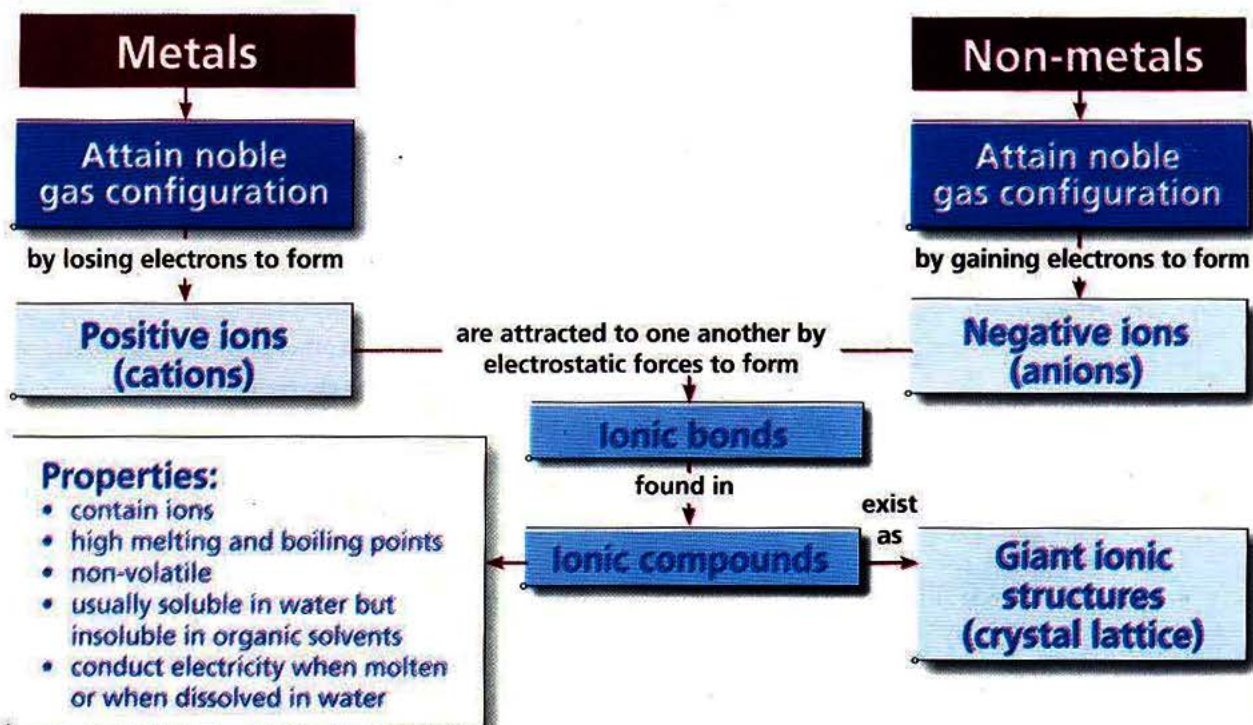 Metals
Attain noble
gas configuration
by losing electrons to form
Positive ions
(cations)
Non-metals
Attain noble
gas configuration
by gaining electrons to form
Negative ions
(anions)
are attracted to one another by
electrostatic forces to form
Ionic bonds
found in
Ionic compounds
exist
as
Giant ionic
structures
(crystal lattice)
Properties:
• contain ions
• high melting and boiling points
• non-volatile
• usually soluble in water but
insoluble in organic solvents
• conduct electricity when molten
or when dissolved in water